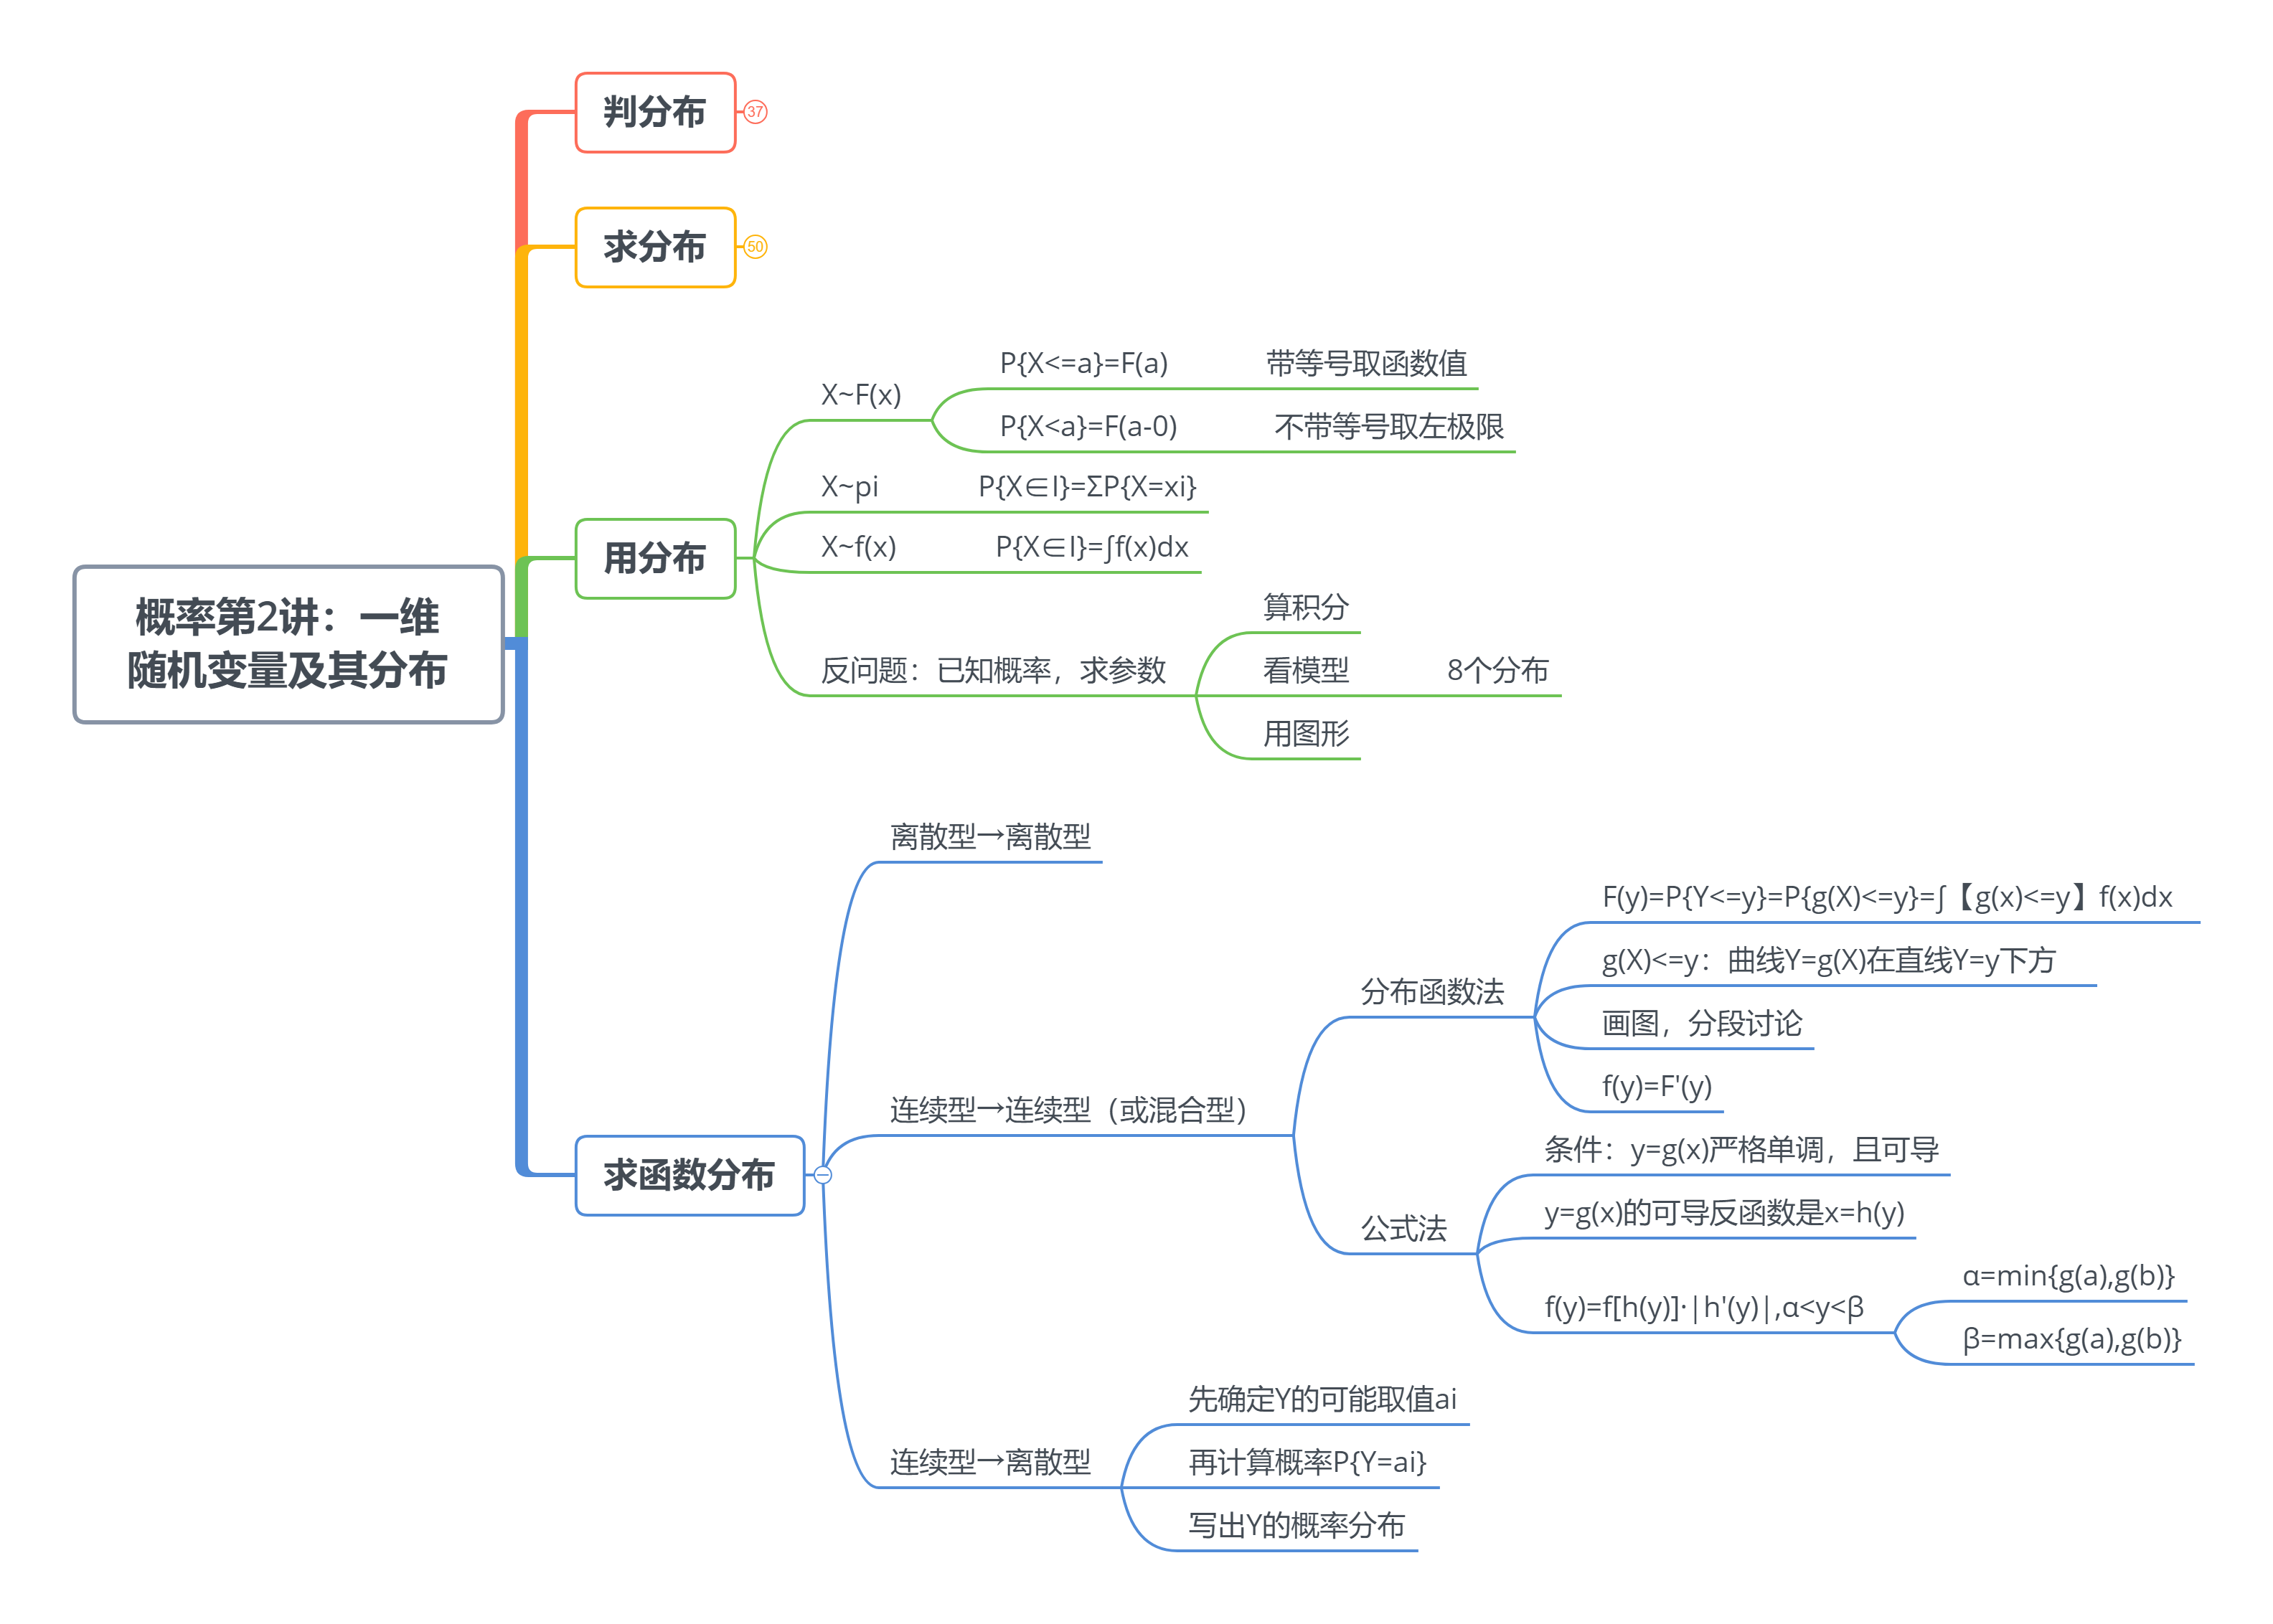 判分布
37
求分布
50
P{X<=a}=F(a)
带等号取函数值
X~F(x)
P{X<a}=F(a-0)
不带等号取左极限
X~pi
P{X∈I}=ΣP{X=xi}
用分布
X~f(x)
P{X∈I}=∫f(x)dx
算积分
概率第2讲：一维
随机变量及其分布
反问题：已知概率，求参数
看模型
8个分布
用图形
离散型→离散型
F(y)=P{Y<=y}=P{g(X)<=y}=∫【g(x)<=y】f(x)dx
g(X)<=y：曲线Y=g(X)在直线Y=y下方
分布函数法
画图，分段讨论
f(y)=F'(y)
连续型→连续型（或混合型）
条件：y=g(x)严格单调，且可导
求函数分布
y=g(x)的可导反函数是x=h(y)
公式法
α=min{g(a),g(b)}
f(y)=f[h(y)]·|h'(y)|,α<y<β
β=max{g(a),g(b)}
先确定Y的可能取值ai
连续型→离散型
再计算概率P{Y=ai}
写出Y的概率分布